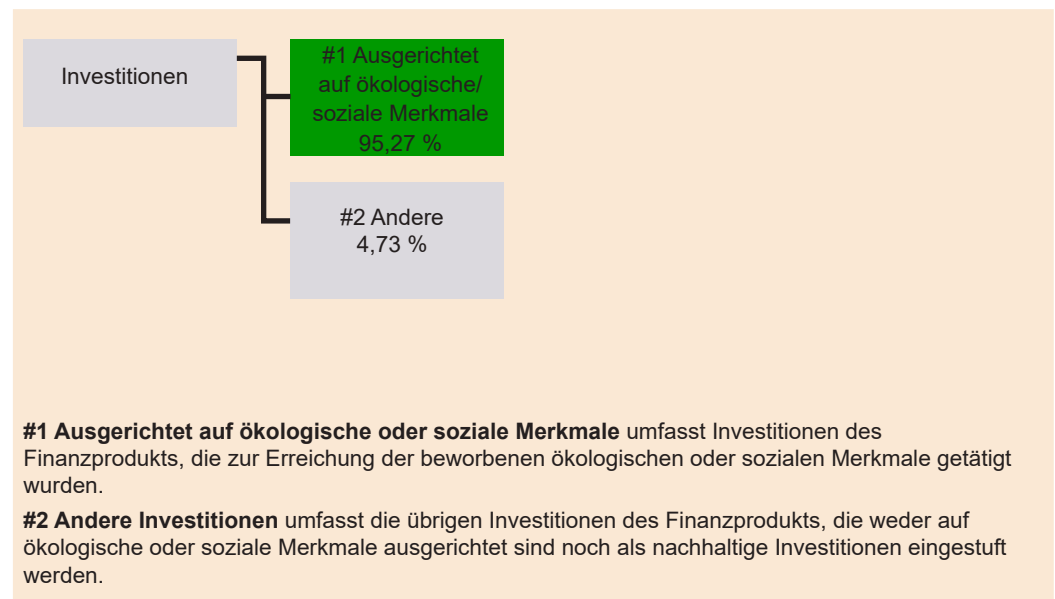 Investitionen
#1 Ausgerichtet
auf ökologische/
soziale Merkmale
95,27 %
#2 Andere
4,73 %
#1 Ausgerichtet auf ökologische oder soziale Merkmale umfasst Investitionen des
Finanzprodukts, die zur Erreichung der beworbenen ökologischen oder sozialen Merkmale getätigt
wurden.
#2 Andere Investitionen umfasst die übrigen Investitionen des Finanzprodukts, die weder auf
ökologische oder soziale Merkmale ausgerichtet sind noch als nachhaltige Investitionen eingestuft
werden.